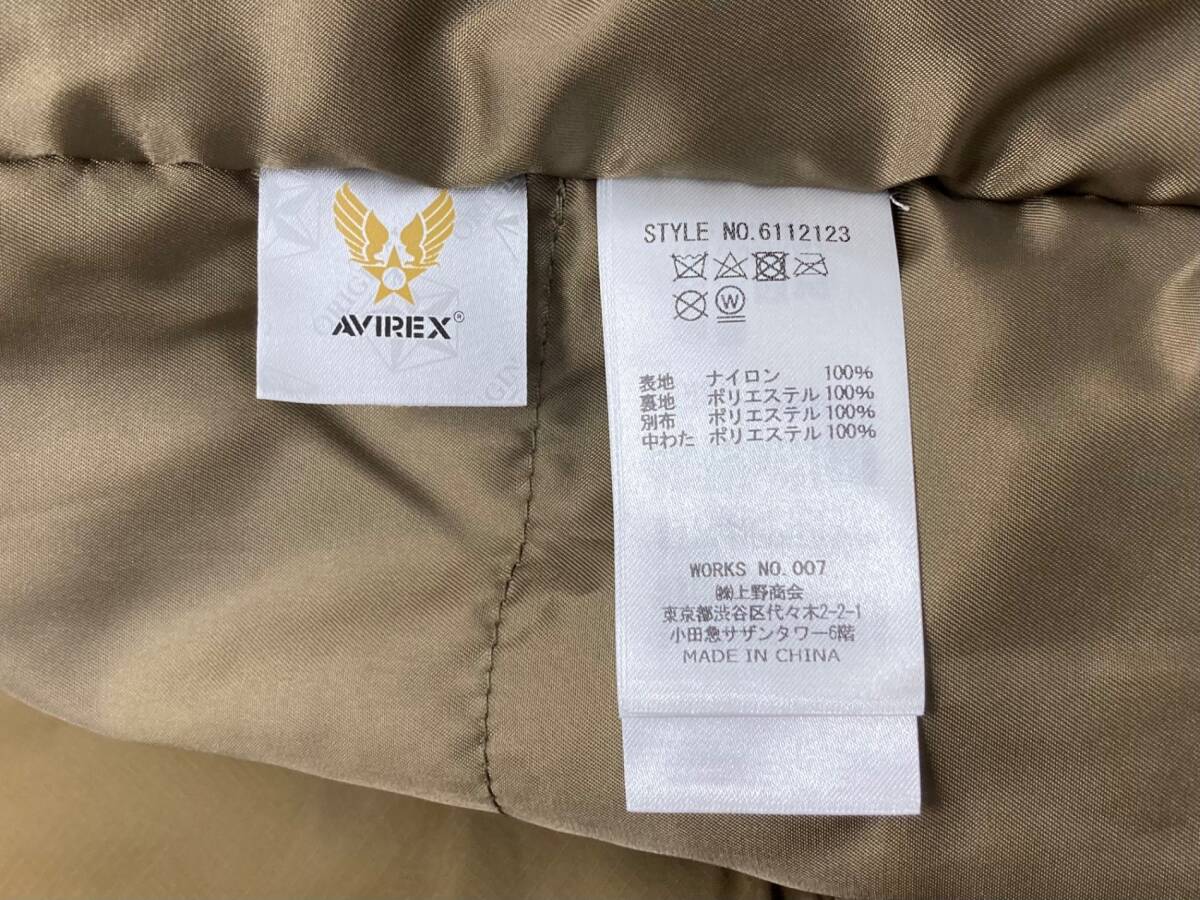 AVIREX®
STYLE NO.6112123
W
表地 ナイロン 100%
裏地 ポリエステル 100%
別布 ポリエステル 100%
中わた ポリエステル 100%
WORKS NO.007
㈱上野商会
東京都渋谷区代々木2-2-1
小田急サザンタワー6階
MADE IN CHINA